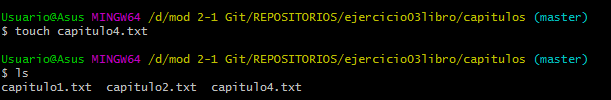 Usuario@Asus MINGW64 /d/mod 2-1 Git/REPOSITORIOS/ejercicio03libro/capitulos (master)
$ touch capitulo4.txt
Usuario@Asus MINGW64 /d/mod 2-1 Git/REPOSITORIOS/ejercicio03libro/capitulos (master)
$ ls
capitulo1.txt  capitulo2.txt  capitulo4.txt